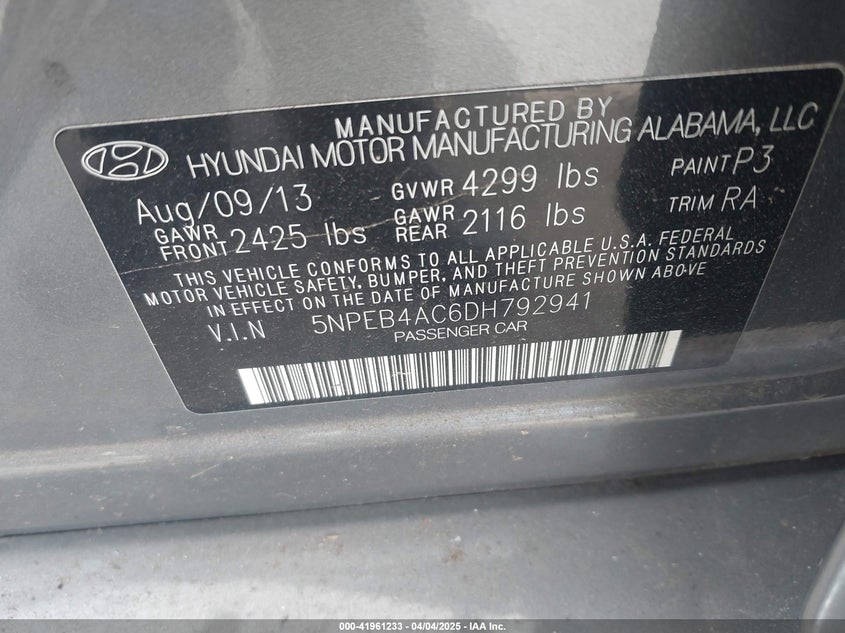 MANUFACTURED BY
HYUNDAI MOTOR MANUFACTURING ALABAMA, LLC
Aug/09/13 GVWR 4299 lbs PAINT P3
GAWR FRONT 2425 lbs GAWR REAR 2116 lbs TRIM RA
THIS VEHICLE CONFORMS TO ALL APPLICABLE U.S.A. FEDERAL
MOTOR VEHICLE SAFETY, BUMPER, AND THEFT PREVENTION STANDARDS
IN EFFECT ON THE DATE OF MANUFACTURE SHOWN ABOVE
V.I.N 5NPEB4AC6DH792941
PASSENGER CAR
000-41961233 - 04/04/2025 - IAA Inc.